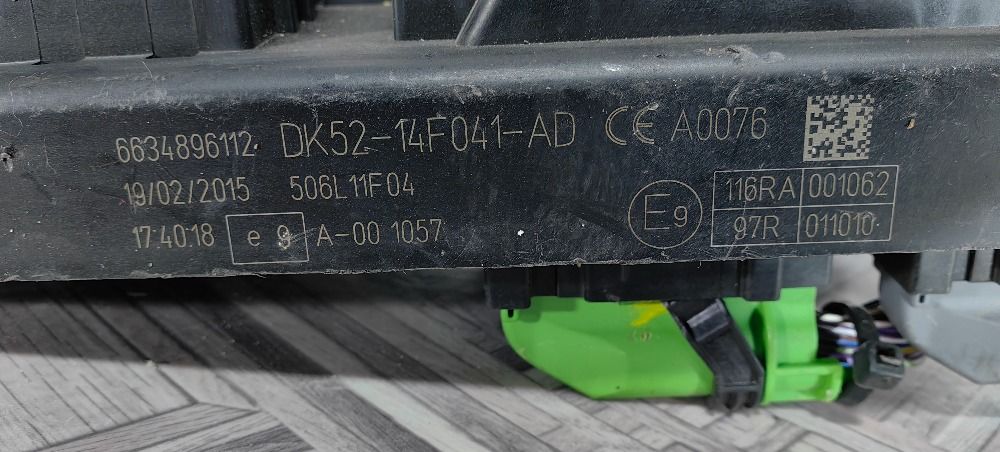 6634896112 DK52-14F041-AD CE A0076
19/02/2015 506L11F04
17:40:18 e 9 A-00 1057
E9 116RA 001062
97R 011010